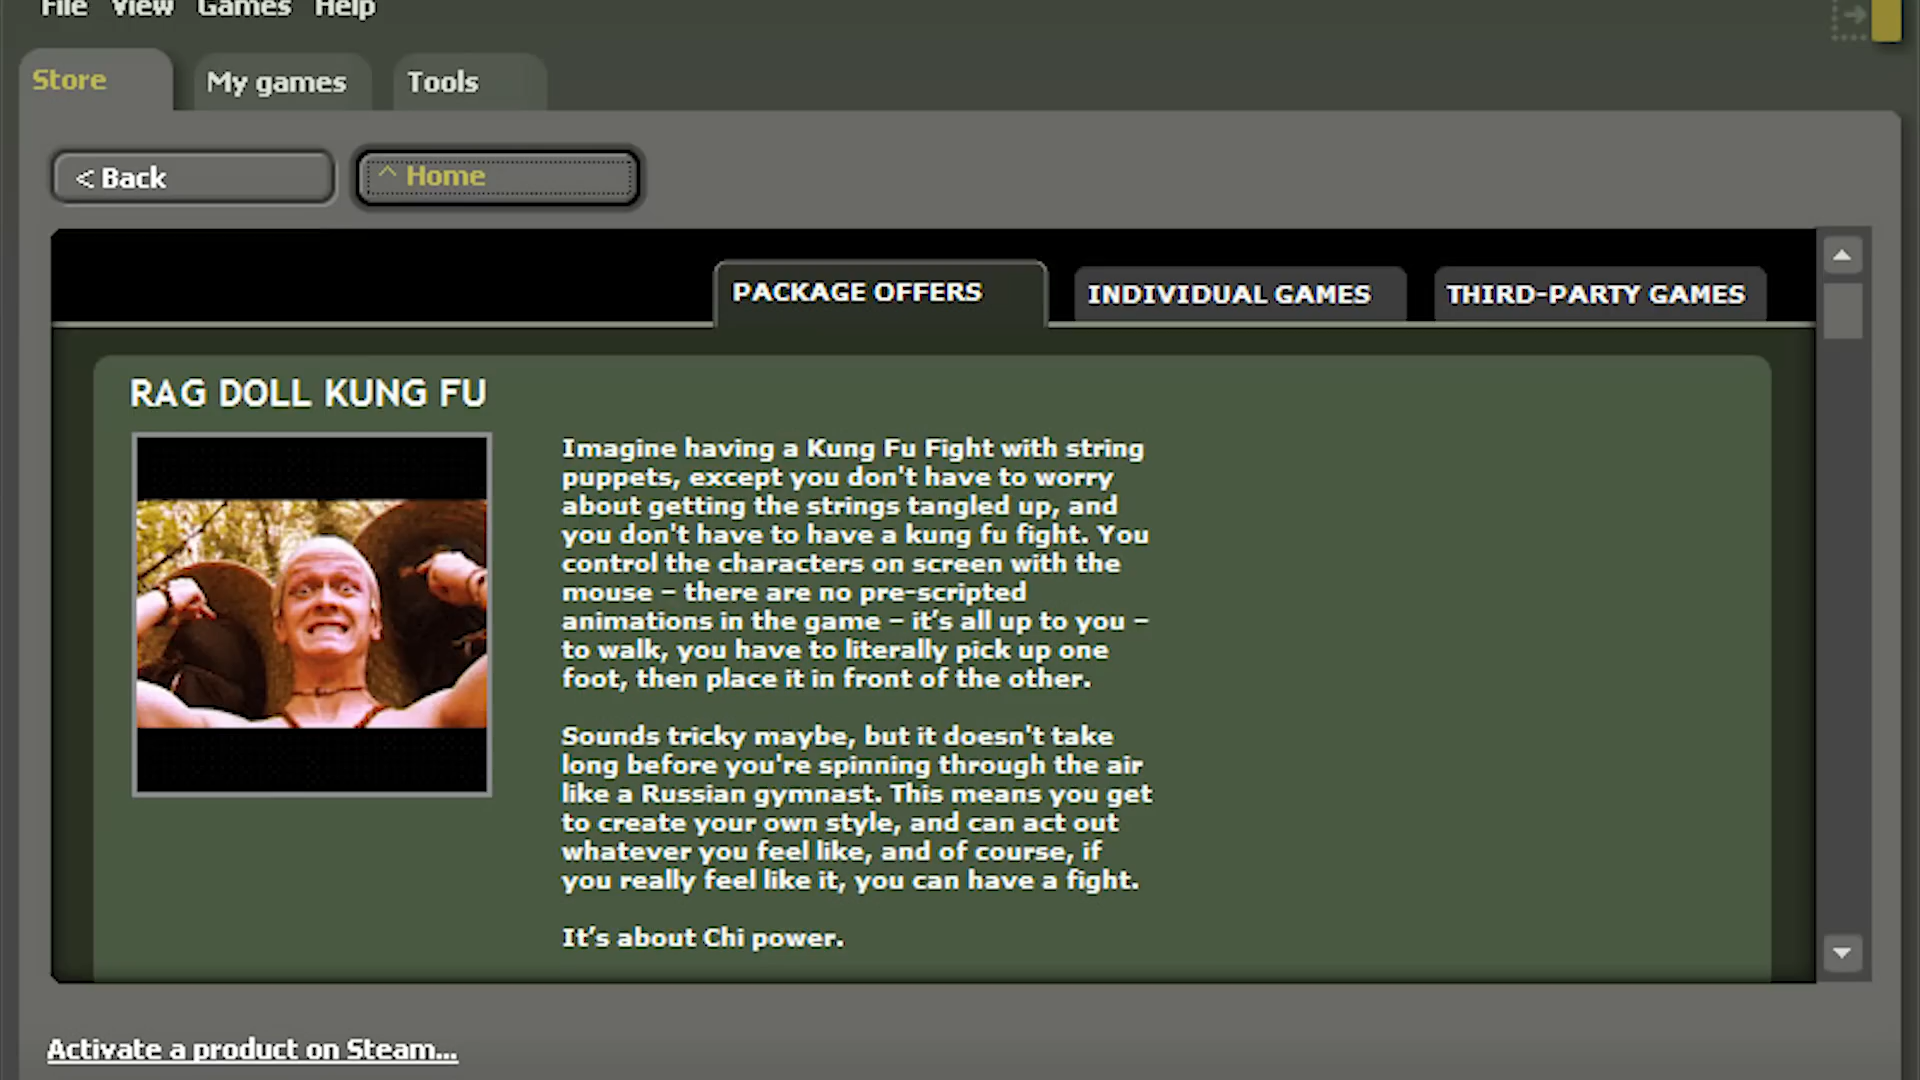 File View Games Help
Store
My games
Tools
< Back
^ Home
PACKAGE OFFERS
INDIVIDUAL GAMES
THIRD-PARTY GAMES
RAG DOLL KUNG FU
Imagine having a Kung Fu Fight with string
puppets, except you don't have to worry
about getting the strings tangled up, and
you don't have to have a kung fu fight. You
control the characters on screen with the
mouse – there are no pre-scripted
animations in the game – it’s all up to you –
to walk, you have to literally pick up one
foot, then place it in front of the other.
Sounds tricky maybe, but it doesn't take
long before you're spinning through the air
like a Russian gymnast. This means you get
to create your own style, and can act out
whatever you feel like, and of course, if
you really feel like it, you can have a fight.
It’s about Chi power.
Activate a product on Steam...